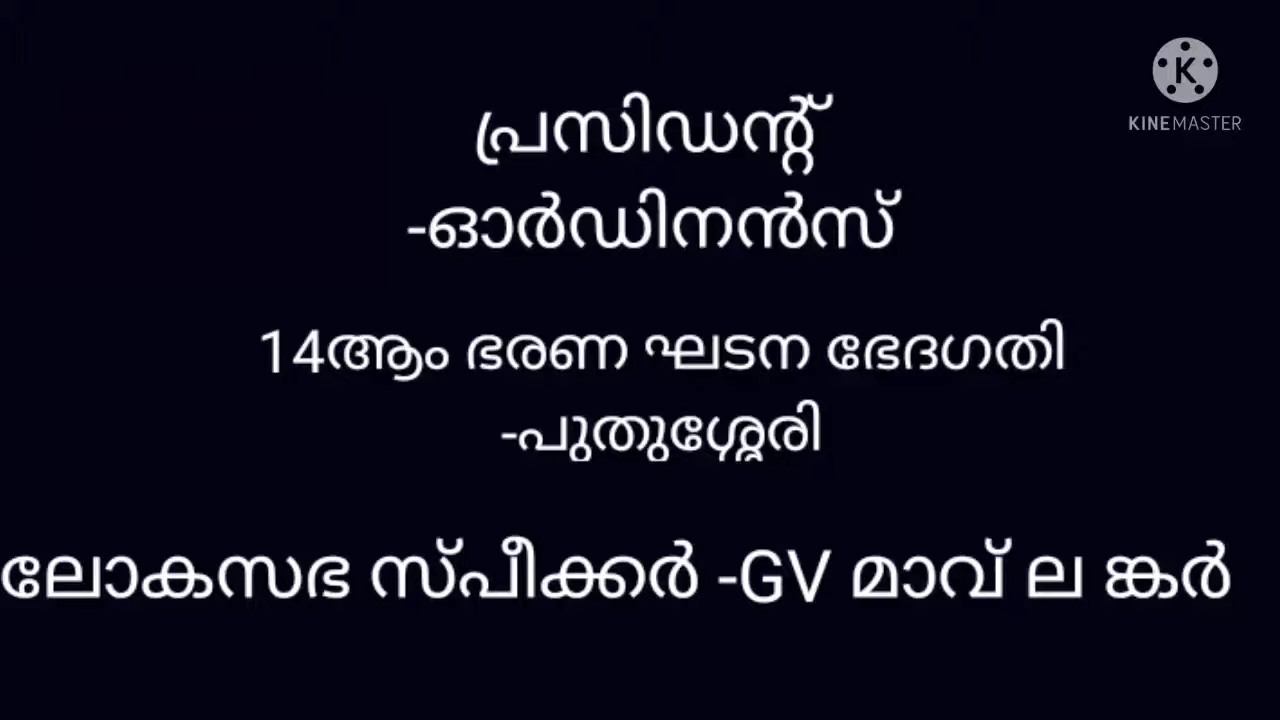 KINEMASTER
പ്രസിഡന്റ്
-ഓർഡിനൻസ്
14ആം ഭരണ ഘടന ഭേദഗതി
-പുതുശ്ശേരി
ലോകസഭ സ്പീക്കർ -GV മാവ് ല ങ്കർ